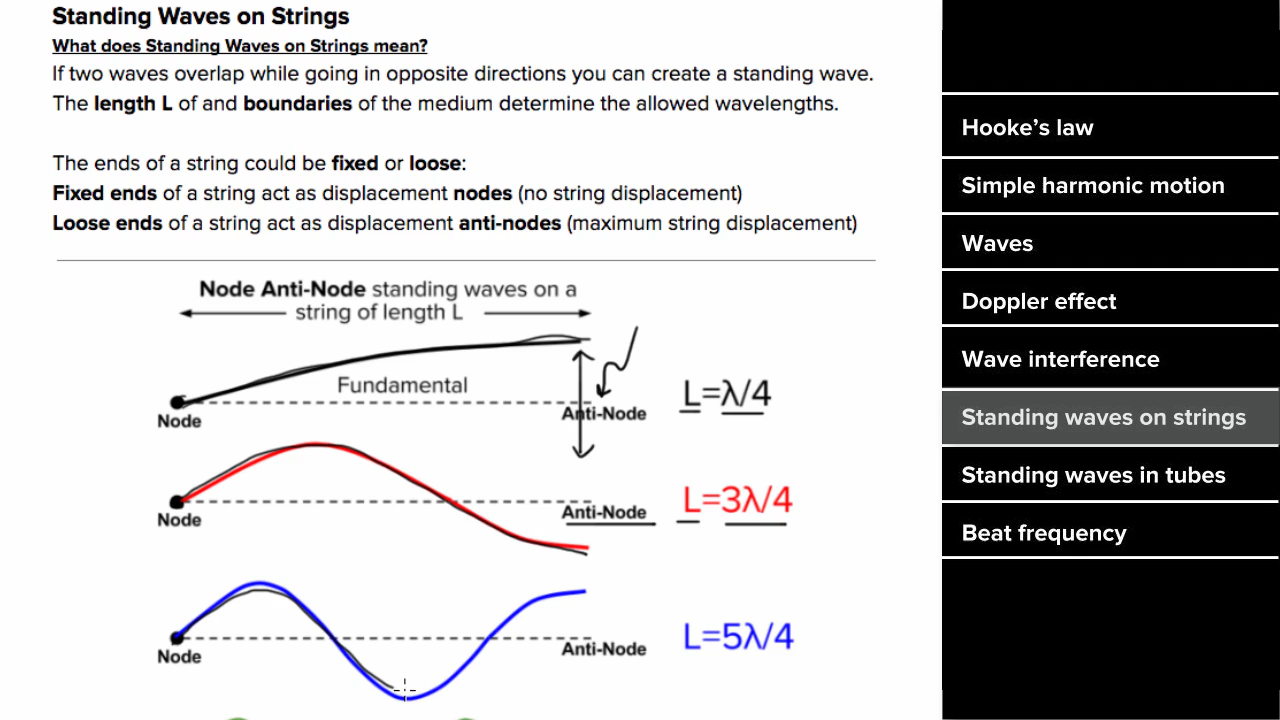 Standing Waves on Strings
What does Standing Waves on Strings mean?
If two waves overlap while going in opposite directions you can create a standing wave.
The length L of and boundaries of the medium determine the allowed wavelengths.
The ends of a string could be fixed or loose:
Fixed ends of a string act as displacement nodes (no string displacement)
Loose ends of a string act as displacement anti-nodes (maximum string displacement)
Node Anti-Node standing waves on a
string of length L
Fundamental
Node
Anti-Node
L=λ/4
Node
Anti-Node
L=3λ/4
Node
Anti-Node
L=5λ/4
Hooke's law
Simple harmonic motion
Waves
Doppler effect
Wave interference
Standing waves on strings
Standing waves in tubes
Beat frequency